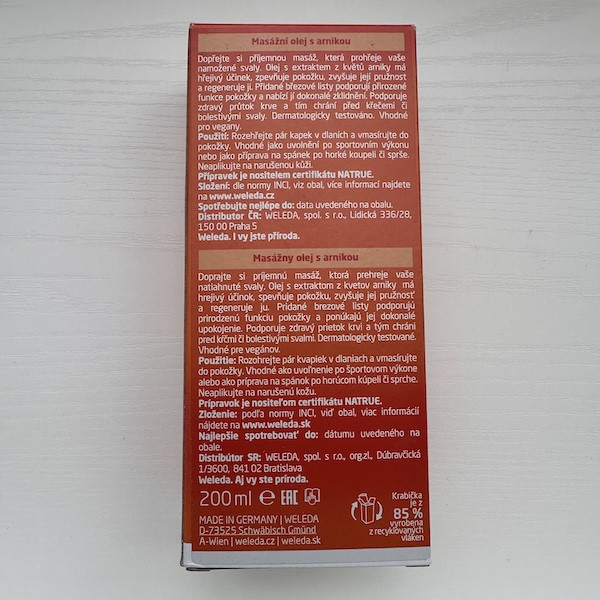 Masážní olej s arnikou
Dopřejte si příjemnou masáž, která prohřeje vaše
namožené svaly. Olej s extraktem z květů arniky má
hřejivý účinek, zpevňuje pokožku, zvyšuje její pružnost
a regeneruje ji. Přidané březové listy podporují přirozené
funkce pokožky a nabízí jí dokonalé zklidnění. Podporuje
zdravý průtok krve a tím chrání před křečemi či
bolestivými svaly. Dermatologicky testováno. Vhodné
pro vegany.
Použití: Rozehřejte pár kapek v dlaních a vmasírujte do
pokožky. Vhodné jako uvolnění po sportovním výkonu
nebo jako příprava na spánek po horké koupeli či sprše.
Neaplikujte na narušenou kůži.
Přípravek je nositelem certifikátu NATRUE.
Složení: dle normy INCI, viz obal, více informací najdete
na www.weleda.cz
Spotřebujte nejlépe do: data uvedeného na obalu.
Distributor ČR: WELEDA, spol. s r.o., Lidická 336/28,
150 00 Praha 5
Weleda. I vy jste příroda.
Masážny olej s arnikou
Doprajte si príjemnú masáž, ktorá prehreje vaše
natiahnuté svaly. Olej s extraktom z kvetov arniky má
hrejivý účinok, spevňuje pokožku, zvyšuje jej pružnosť
a regeneruje ju. Pridané brezové listy podporujú
prirodzenú funkciu pokožky a ponúkajú jej dokonalé
upokojenie. Podporuje zdravý prietok krvi a tým chráni
pred kŕčmi či bolestivými svalmi. Dermatologicky testované.
Vhodné pre vegánov.
Použitie: Rozohrejte pár kvapiek v dlaniach a vmasírujte
do pokožky. Vhodné ako uvoľnenie po športovom výkone
alebo ako príprava na spánok po horúcom kúpeli či sprche.
Neaplikujte na narušenú kožu.
Prípravok je nositeľom certifikátu NATRUE.
Zloženie: podľa normy INCI, viď obal, viac informácií
nájdete na www.weleda.sk
Najlepšie spotrebovať do: dátumu uvedeného na
obale.
Distribútor SR: WELEDA, spol. s r.o., org.zl., Dúbravčická
1/3600, 841 02 Bratislava
Weleda. Aj vy ste príroda.
200 ml ℮ EAC
MADE IN GERMANY | WELEDA
D-73525 Schwäbisch Gmünd
A-Wien | weleda.cz | weleda.sk
Krabička
je z
85 %
vyrobena
z recyklovaných
vláken